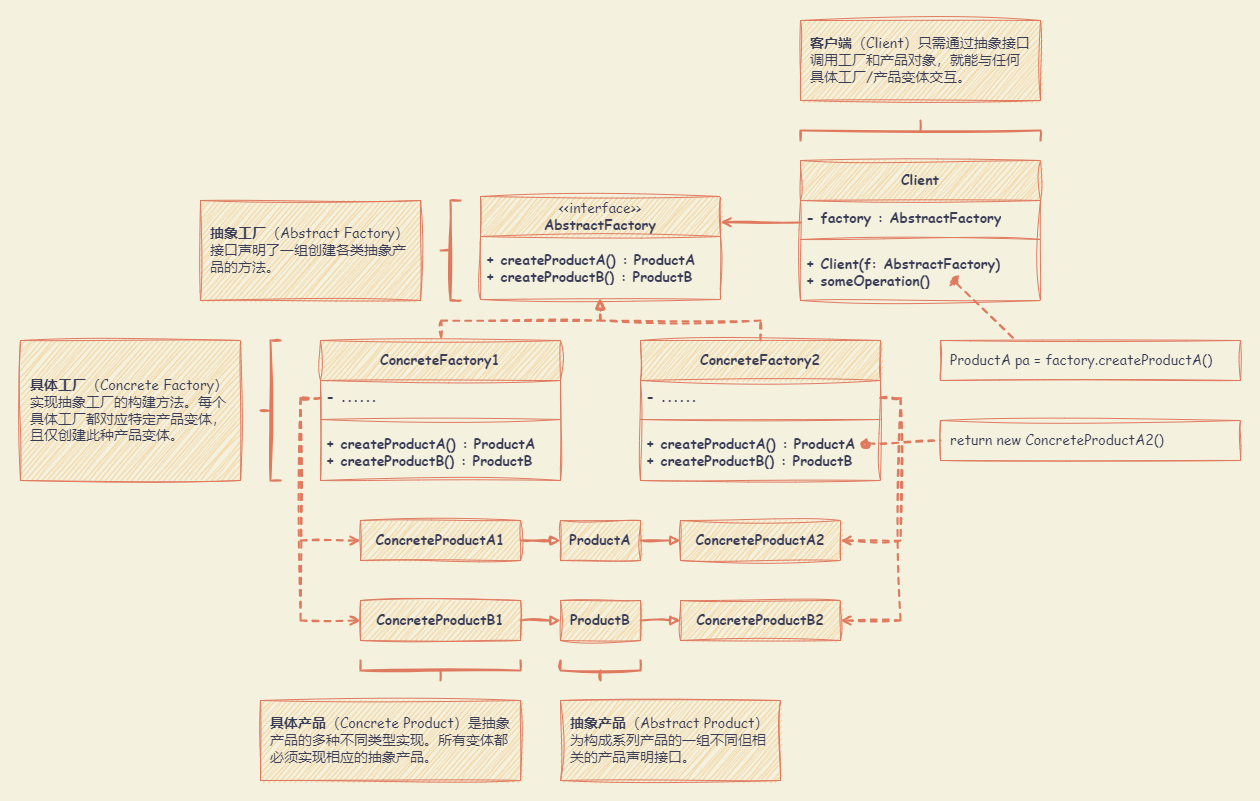 客户端（Client）只需通过抽象接口
调用工厂和产品对象，就能与任何
具体工厂/产品变体交互。
Client
- factory : AbstractFactory
+ Client(f: AbstractFactory)
+ someOperation()
抽象工厂（Abstract Factory）
接口声明了一组创建各类抽象产
品的方法。
<<interface>>
AbstractFactory
+ createProductA() : ProductA
+ createProductB() : ProductB
具体工厂（Concrete Factory）
实现抽象工厂的构建方法。每个
具体工厂都对应特定产品变体，
且仅创建此种产品变体。
ConcreteFactory1
- ......
+ createProductA() : ProductA
+ createProductB() : ProductB
ConcreteFactory2
- ......
+ createProductA() : ProductA
+ createProductB() : ProductB
ProductA pa = factory.createProductA()
return new ConcreteProductA2()
ConcreteProductA1
ProductA
ConcreteProductA2
ConcreteProductB1
ProductB
ConcreteProductB2
具体产品（Concrete Product）是抽象
产品的多种不同类型实现。所有变体都
必须实现相应的抽象产品。
抽象产品（Abstract Product）
为构成系列产品的一组不同但相
关的产品声明接口。